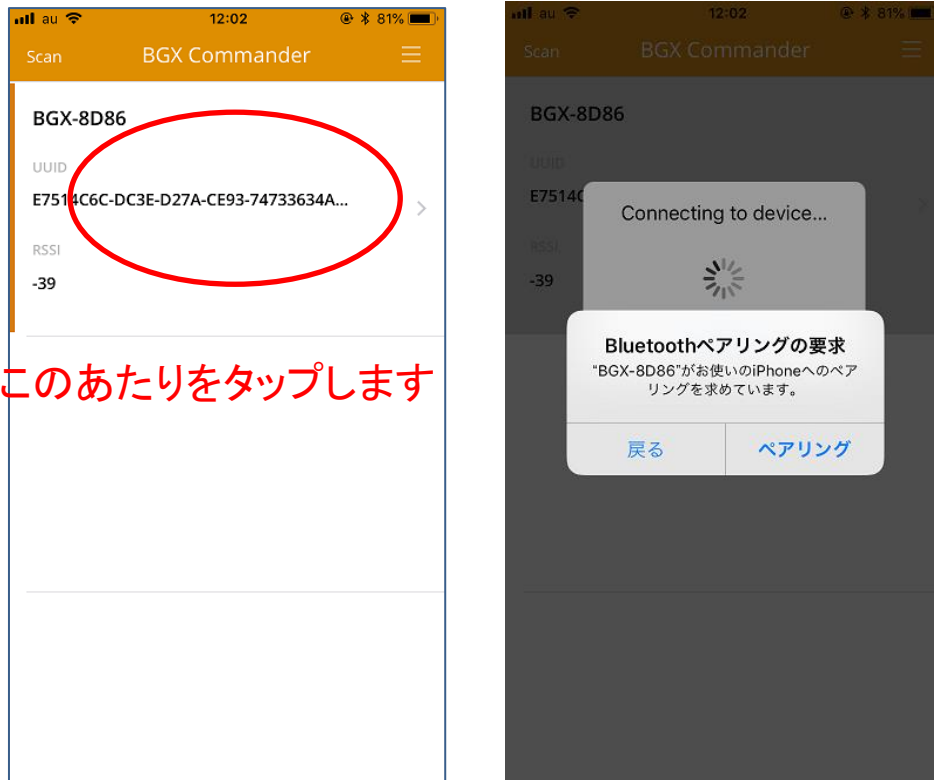 au 12:02 81%
Scan BGX Commander
BGX-8D86
UUID
E7514C6C-DC3E-D27A-CE93-74733634A...
RSSI
-39
このあたりをタップします
au 12:02 81%
Scan BGX Commander
BGX-8D86
UUID
E7514C
RSSI
-39
Connecting to device...
Bluetoothペアリングの要求
“BGX-8D86”がお使いのiPhoneへのペア
リングを求めています。
戻る ペアリング